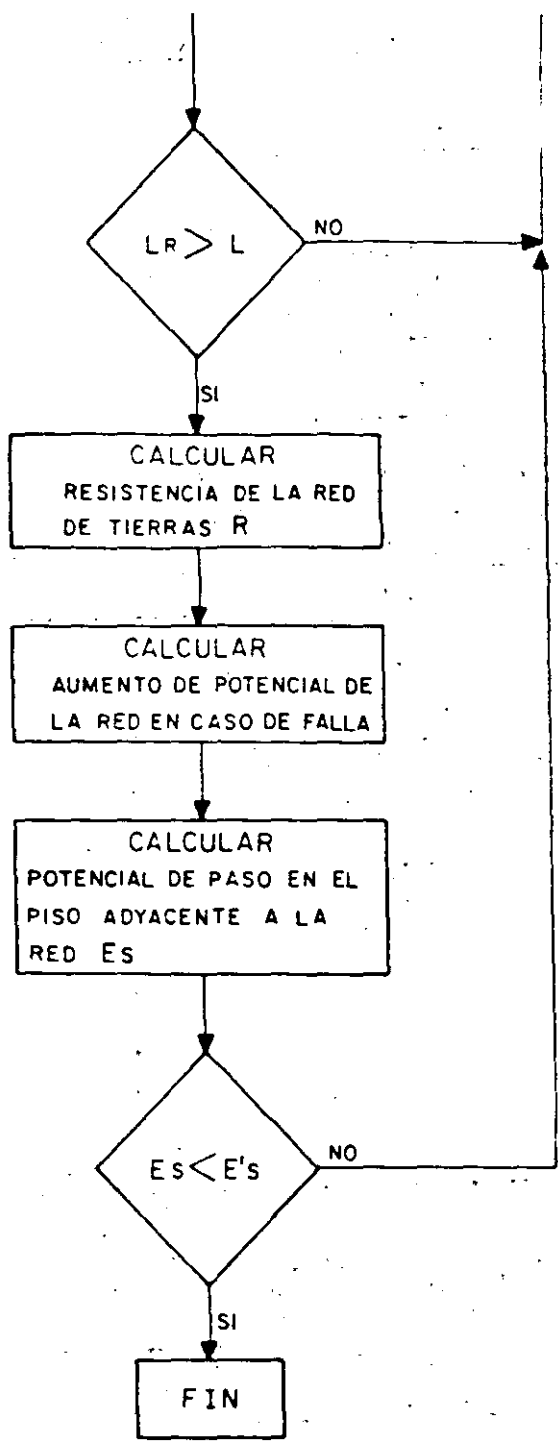 LR > L
NO
SI
CALCULAR
RESISTENCIA DE LA RED
DE TIERRAS R
CALCULAR
AUMENTO DE POTENCIAL DE
LA RED EN CASO DE FALLA
CALCULAR
POTENCIAL DE PASO EN EL
PISO ADYACENTE A LA
RED ES
ES < E'S
NO
SI
FIN